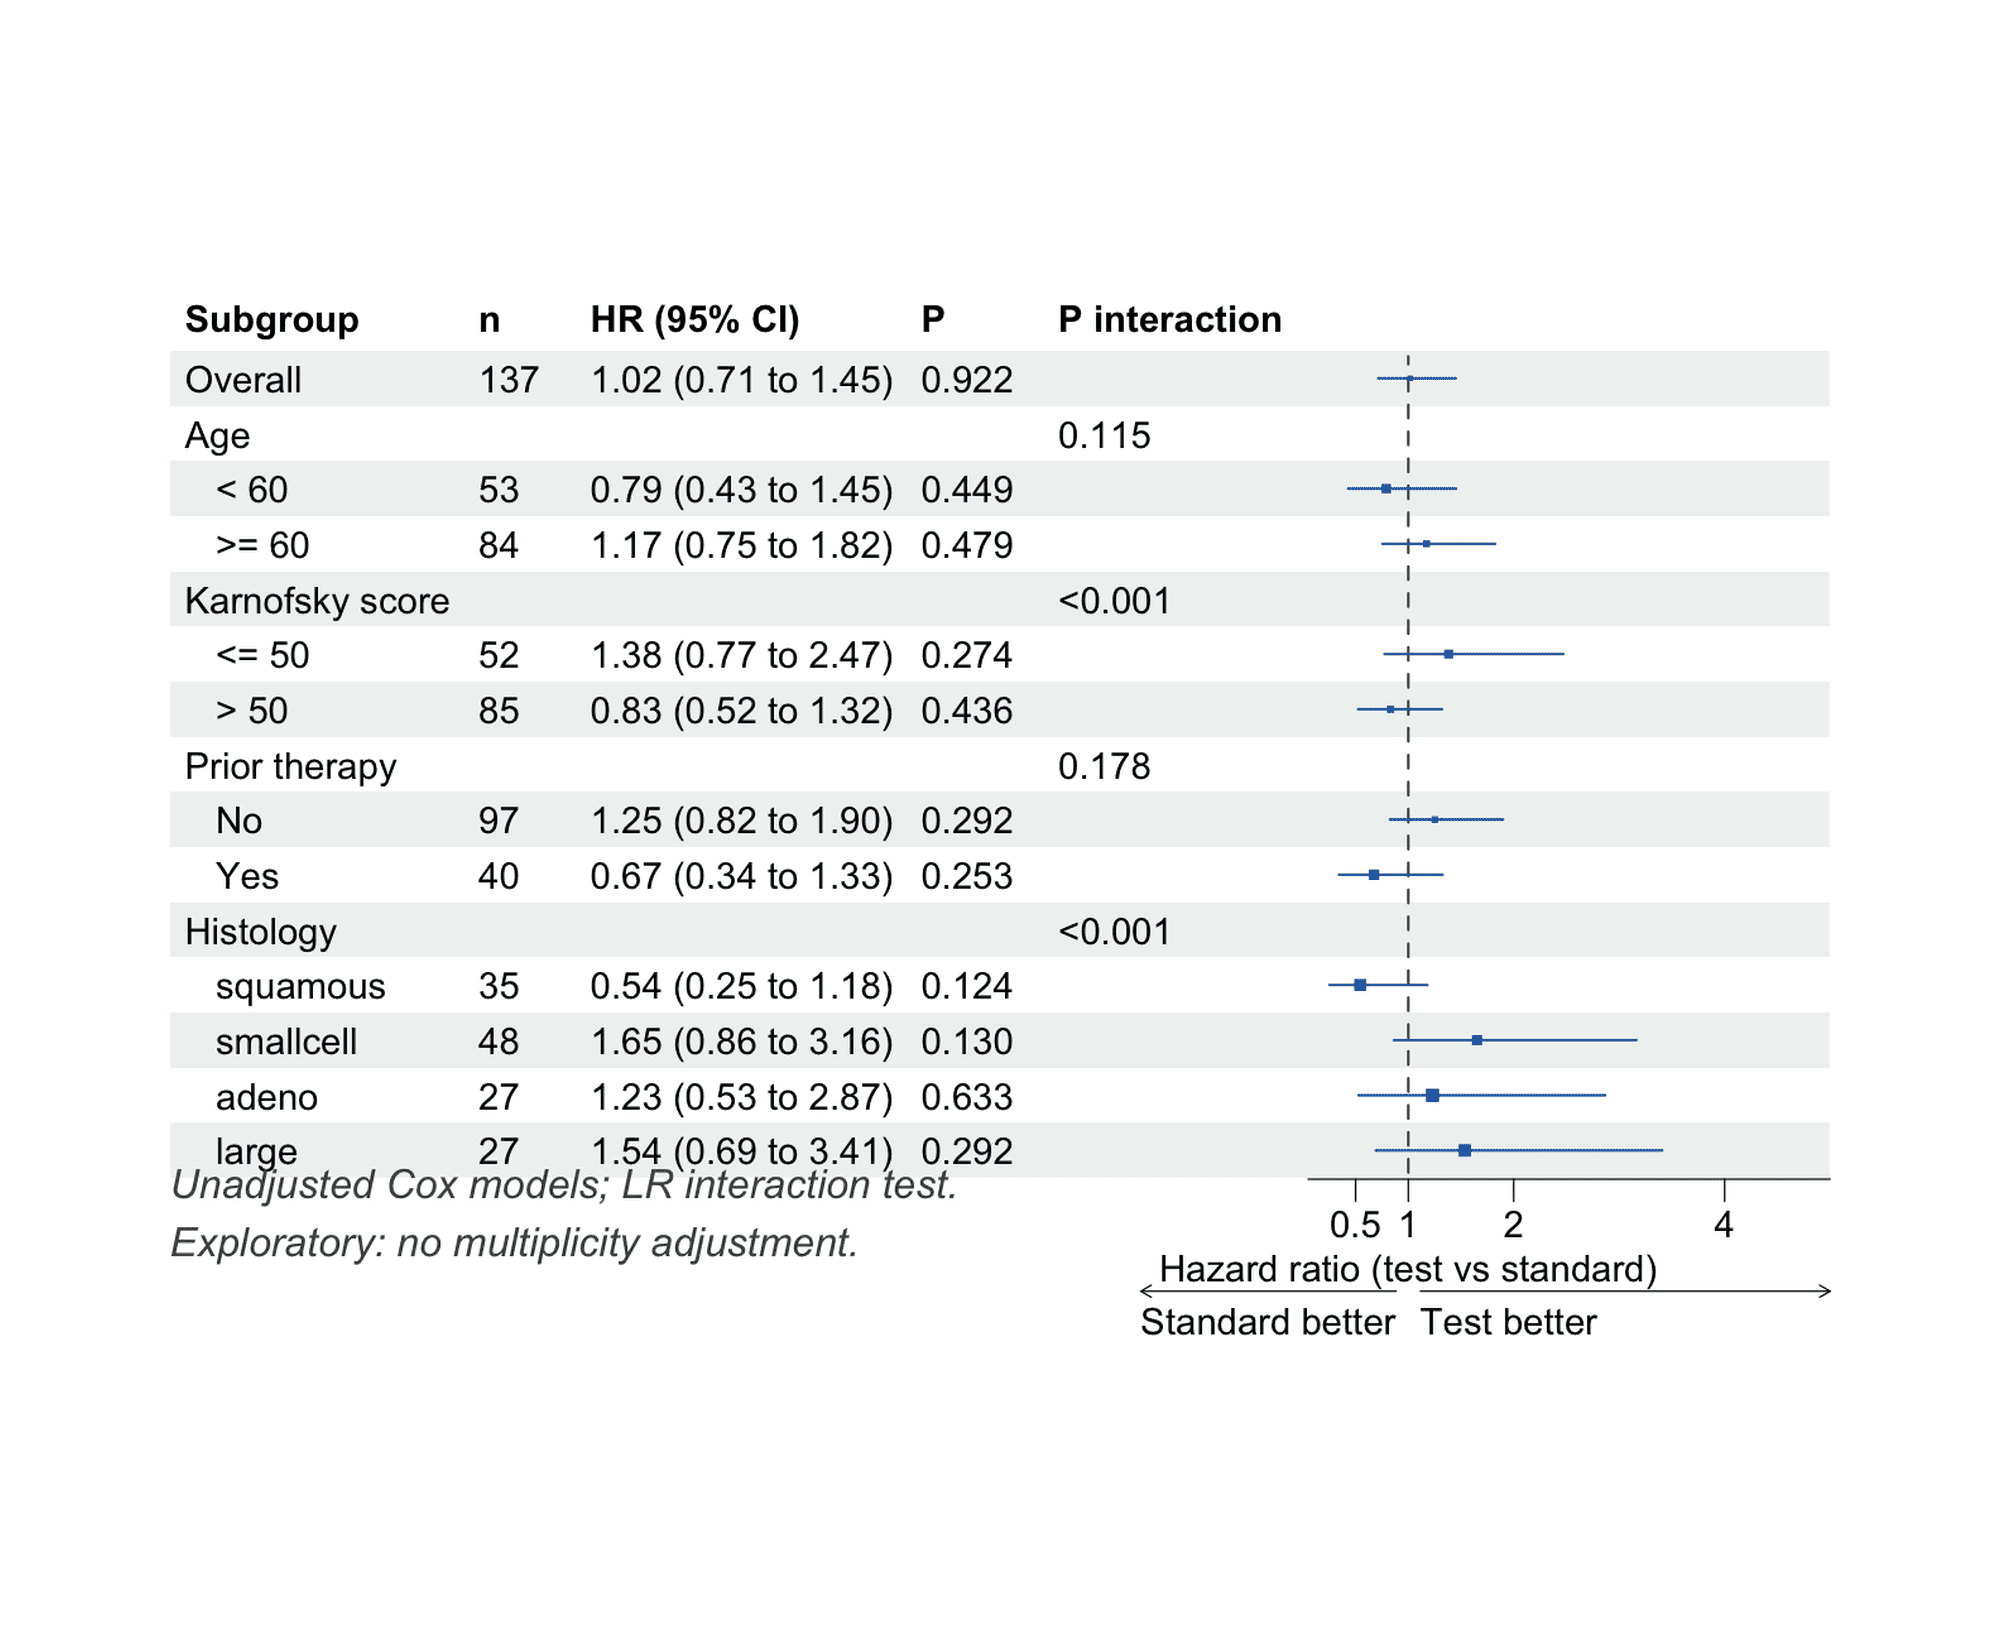 Subgroup n HR (95% CI) P P interaction
Overall 137 1.02 (0.71 to 1.45) 0.922
Age 0.115
< 60 53 0.79 (0.43 to 1.45) 0.449
>= 60 84 1.17 (0.75 to 1.82) 0.479
Karnofsky score <0.001
<= 50 52 1.38 (0.77 to 2.47) 0.274
> 50 85 0.83 (0.52 to 1.32) 0.436
Prior therapy 0.178
No 97 1.25 (0.82 to 1.90) 0.292
Yes 40 0.67 (0.34 to 1.33) 0.253
Histology <0.001
squamous 35 0.54 (0.25 to 1.18) 0.124
smallcell 48 1.65 (0.86 to 3.16) 0.130
adeno 27 1.23 (0.53 to 2.87) 0.633
large 27 1.54 (0.69 to 3.41) 0.292
Unadjusted Cox models; LR interaction test.
Exploratory: no multiplicity adjustment.
0.5 1 2 4
Hazard ratio (test vs standard)
Standard better Test better